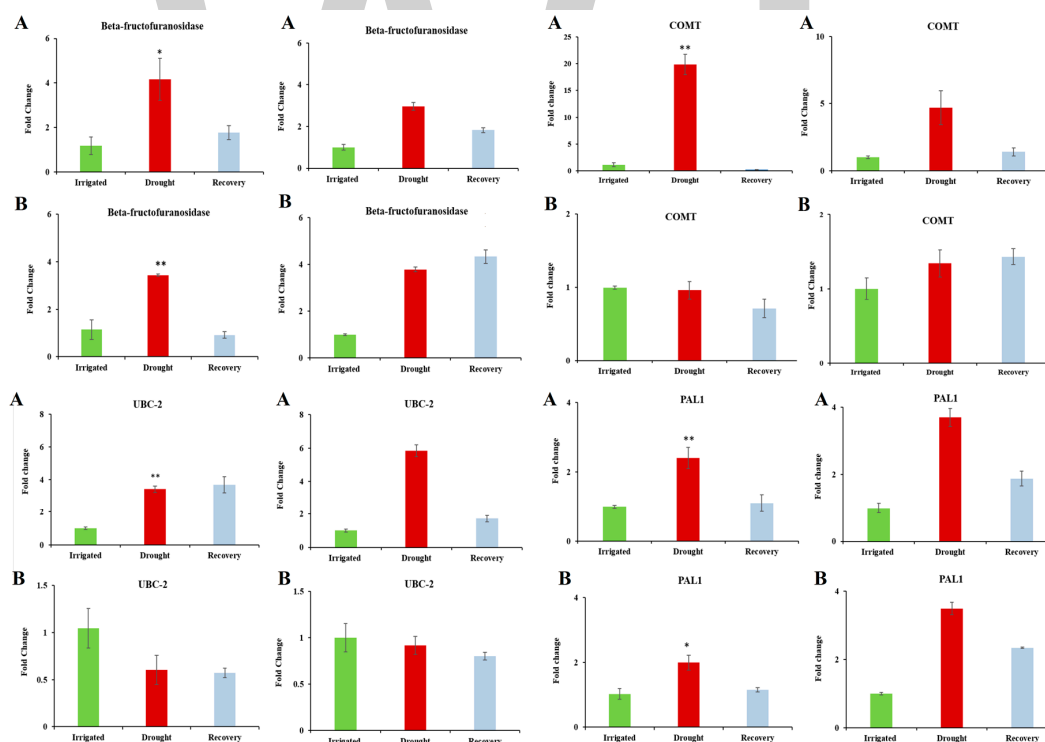 A
Beta-fructofuranosidase
6
4
2
0
Fold Change
*
Irrigated Drought Recovery
A
Beta-fructofuranosidase
6
4
2
0
Fold Change
Irrigated Drought Recovery
A
COMT
25
20
15
10
5
0
Fold Change
**
Irrigated Drought Recovery
A
COMT
10
5
0
Fold Change
Irrigated Drought Recovery
B
Beta-fructofuranosidase
6
4
2
0
Fold Change
**
Irrigated Drought Recovery
B
Beta-fructofuranosidase
6
4
2
0
Fold Change
Irrigated Drought Recovery
B
COMT
2
1
0
Fold change
Irrigated Drought Recovery
B
COMT
2
1
0
Fold change
Irrigated Drought Recovery
A
UBC-2
8
6
4
2
0
Fold change
**
Irrigated Drought Recovery
A
UBC-2
8
6
4
2
0
Fold Change
Irrigated Drought Recovery
A
PAL1
4
2
0
Fold change
**
Irrigated Drought Recovery
A
PAL1
4
3
2
1
0
Fold change
Irrigated Drought Recovery
B
UBC-2
1.5
1
0.5
0
Fold Change
Irrigated Drought Recovery
B
UBC-2
1.5
1
0.5
0
Fold Change
Irrigated Drought Recovery
B
PAL1
4
2
0
Fold change
*
Irrigated Drought Recovery
B
PAL1
4
2
0
Fold change
Irrigated Drought Recovery